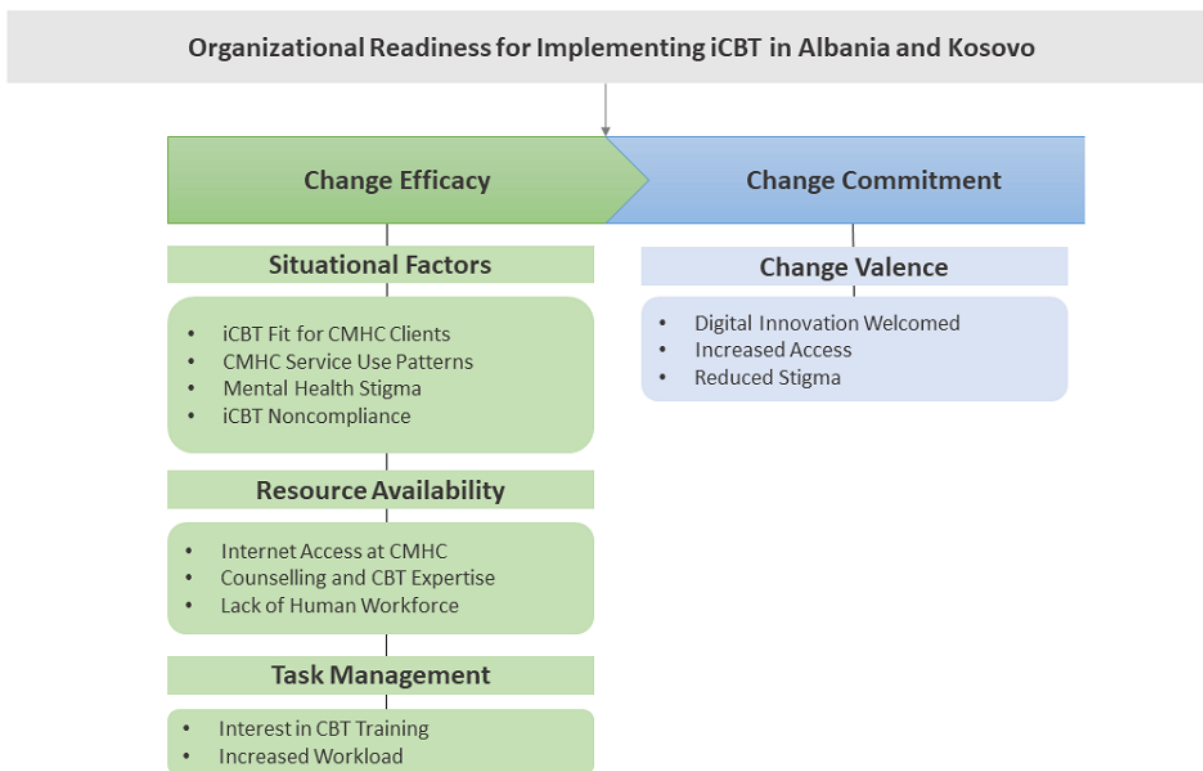 Organizational Readiness for Implementing iCBT in Albania and Kosovo
Change Efficacy
Change Commitment
Situational Factors
• iCBT Fit for CMHC Clients
• CMHC Service Use Patterns
• Mental Health Stigma
• iCBT Noncompliance
Resource Availability
• Internet Access at CMHC
• Counselling and CBT Expertise
• Lack of Human Workforce
Task Management
• Interest in CBT Training
• Increased Workload
Change Valence
• Digital Innovation Welcomed
• Increased Access
• Reduced Stigma